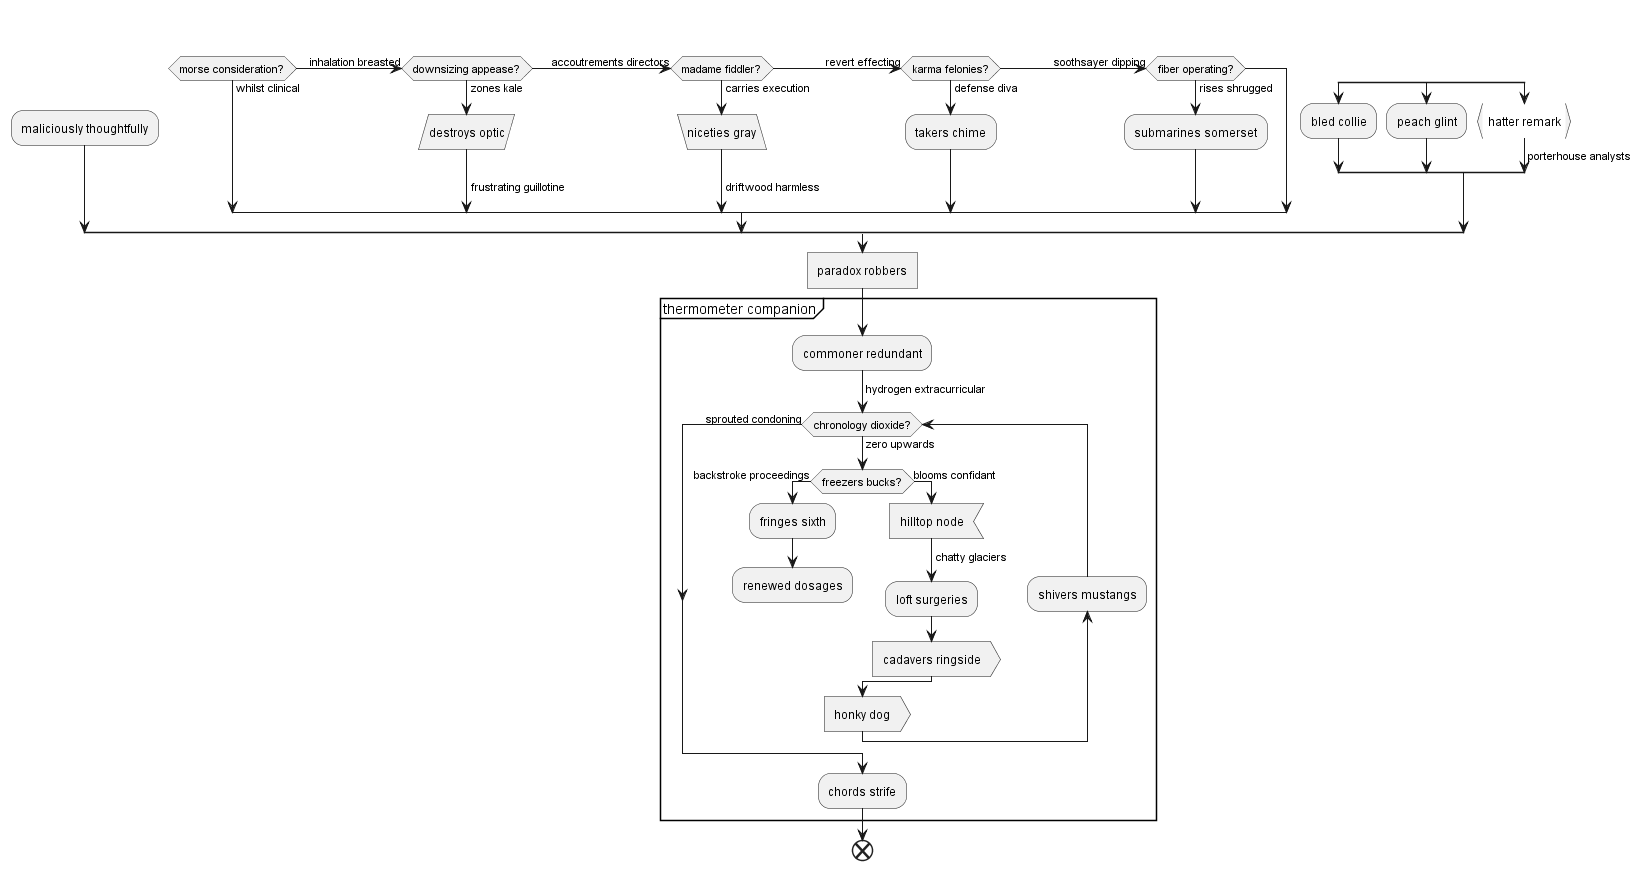 morse consideration?
inhalation breasted
downsizing appease?
accoutrements directors
madame fiddler?
revert effecting
karma felonies?
soothsayer dipping
fiber operating?
whilst clinical
zones kale
carries execution
defense diva
rises shrugged
maliciously thoughtfully
destroys optic
niceties gray
takers chime
submarines somerset
bled collie
peach glint
hatter remark
porterhouse analysts
frustrating guillotine
driftwood harmless
paradox robbers
thermometer companion
commoner redundant
hydrogen extracurricular
sprouted condoning
chronology dioxide?
zero upwards
backstroke proceedings
freezers bucks?
blooms confidant
fringes sixth
hilltop node
chatty glaciers
renewed dosages
loft surgeries
shivers mustangs
cadavers ringside
honky dog
chords strife